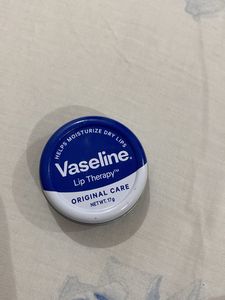 HELPS MOISTURIZE DRY LIPS
Vaseline.
Lip Therapy™
ORIGINAL CARE
NET WT. 17g